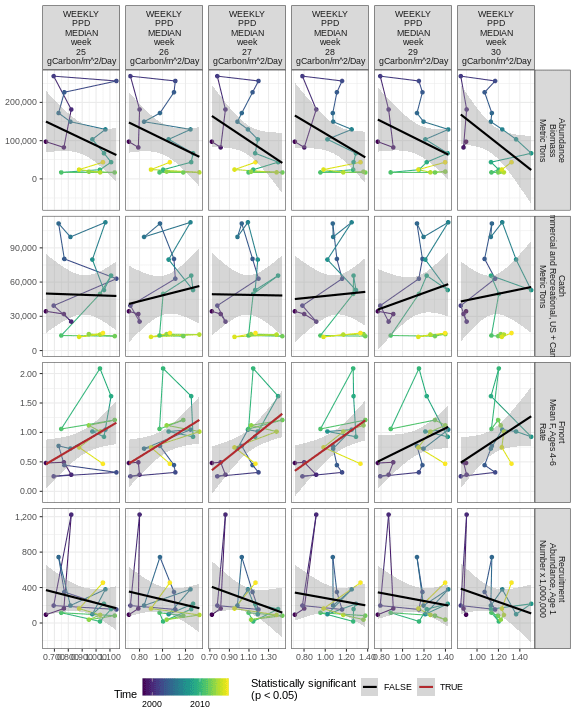 WEEKLY PPD MEDIAN week 25 gCarbon/m^2/Day
WEEKLY PPD MEDIAN week 26 gCarbon/m^2/Day
WEEKLY PPD MEDIAN week 27 gCarbon/m^2/Day
WEEKLY PPD MEDIAN week 28 gCarbon/m^2/Day
WEEKLY PPD MEDIAN week 29 gCarbon/m^2/Day
WEEKLY PPD MEDIAN week 30 gCarbon/m^2/Day
200,000
100,000
0
Abundance
Biomass
Metric Tons
90,000
60,000
30,000
0
Catch
mmercial and Recreational, US + Can
Metric Tons
2.00
1.50
1.00
0.50
0.00
Fmort
Mean F, Ages 4-6
Rate
1,200
800
400
0
Recruitment
Abundance, Age 1
Number x 1,000,000
0.80 1.00 1.20
0.70 0.90 1.10 1.30
0.80 1.00 1.20
1.00 1.20 1.40
1.00 1.20 1.40
Time
2000 2010
Statistically significant
(p < 0.05)
FALSE
TRUE